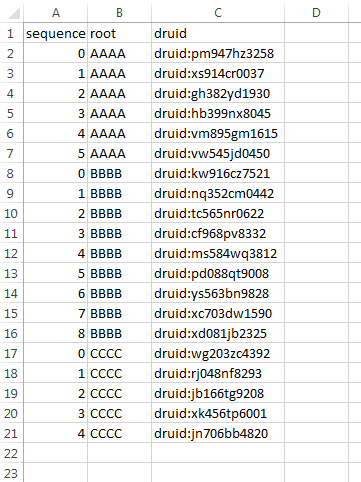 A B C D
1 sequence root druid
2 0 AAAA druid:pm947hz3258
3 1 AAAA druid:xs914cr0037
4 2 AAAA druid:gh382yd1930
5 3 AAAA druid:hb399nx8045
6 4 AAAA druid:vm895gm1615
7 5 AAAA druid:vw545jd0450
8 0 BBBB druid:kw916cz7521
9 1 BBBB druid:nq352cm0442
10 2 BBBB druid:tc565nr0622
11 3 BBBB druid:cf968pv8332
12 4 BBBB druid:ms584wq3812
13 5 BBBB druid:pd088qt9008
14 6 BBBB druid:ys563bn9828
15 7 BBBB druid:xc703dw1590
16 8 BBBB druid:xd081jb2325
17 0 CCCC druid:wg203zc4392
18 1 CCCC druid:rj048nf8293
19 2 CCCC druid:jb166tg9208
20 3 CCCC druid:xk456tp6001
21 4 CCCC druid:jn706bb4820
22
23